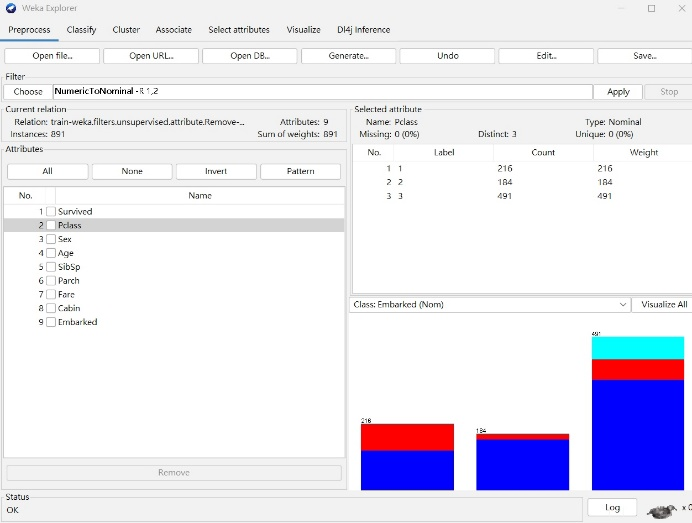 Weka Explorer
Preprocess Classify Cluster Associate Select attributes Visualize Dl4j Inference
Open file... Open URL... Open DB... Generate... Undo Edit... Save...
Filter
Choose NumericToNominal -R 1,2 Apply Stop
Current relation
Relation: train-weka.filters.unsupervised.attribute.Remove-... Attributes: 9
Instances: 891 Sum of weights: 891
Selected attribute
Name: Pclass Type: Nominal
Missing: 0 (0%) Distinct: 3 Unique: 0 (0%)
Attributes
All None Invert Pattern
No. Name
1 Survived
2 Pclass
3 Sex
4 Age
5 SibSp
6 Parch
7 Fare
8 Cabin
9 Embarked
Remove
No. Label Count Weight
1 1 216 216
2 2 184 184
3 3 491 491
Class: Embarked (Nom) Visualize All
491
216
184
Status
OK
Log x 0